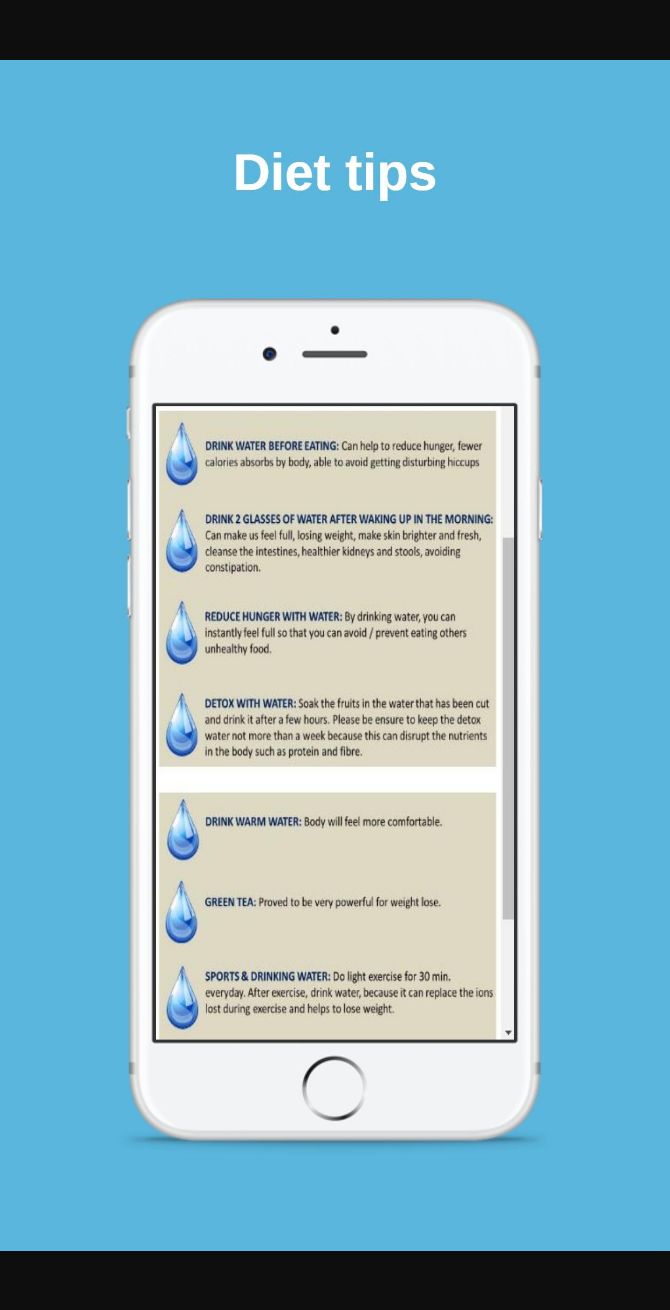 Diet tips
DRINK WATER BEFORE EATING: Can help to reduce hunger, fewer
calories absorbs by body, able to avoid getting disturbing hiccups
DRINK 2 GLASSES OF WATER AFTER WAKING UP IN THE MORNING:
Can make us feel full, losing weight, make skin brighter and fresh,
cleanse the intestines, healthier kidneys and stools, avoiding
constipation.
REDUCE HUNGER WITH WATER: By drinking water, you can
instantly feel full so that you can avoid / prevent eating others
unhealthy food.
DETOX WITH WATER: Soak the fruits in the water that has been cut
and drink it after a few hours. Please be ensure to keep the detox
water not more than a week because this can disrupt the nutrients
in the body such as protein and fibre.
DRINK WARM WATER: Body will feel more comfortable.
GREEN TEA: Proved to be very powerful for weight lose.
SPORTS & DRINKING WATER: Do light exercise for 30 min.
everyday. After exercise, drink water, because it can replace the ions
lost during exercise and helps to lose weight.